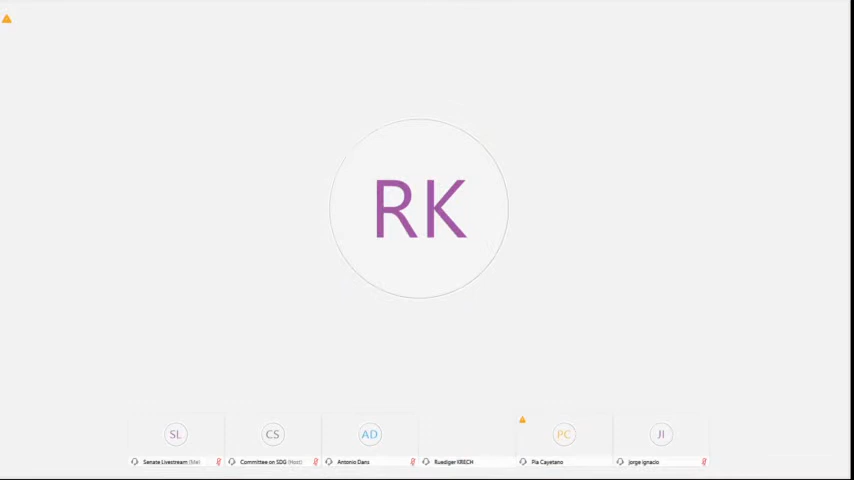 RK
SL
CS
AD
PC
JI
Senate Livestream (Me)
Committee on SDG (Host)
Antonio Dans
Ruediger KRECH
Pia Cayetano
jorge ignacio